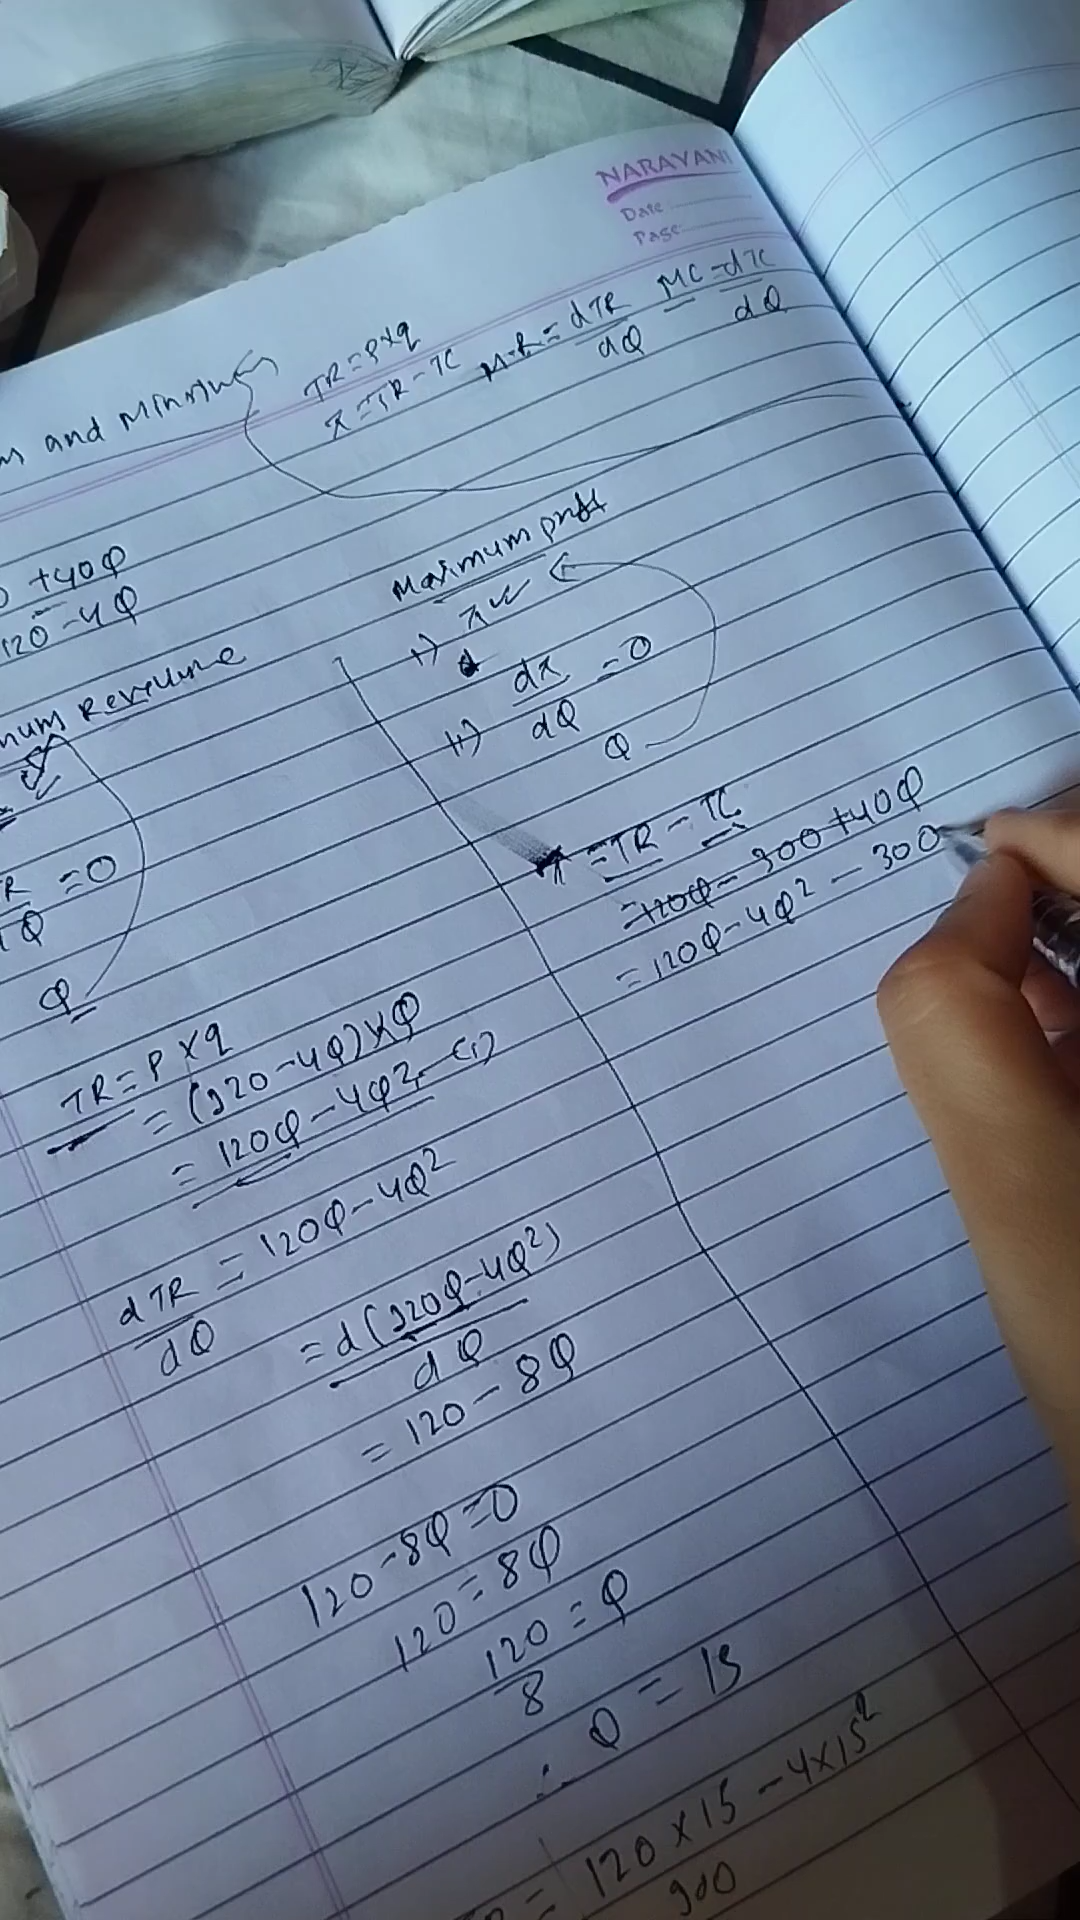 NARAYANI
Date
Page
TR = P×q
π = TR - TC
MR = dTR/dQ
MC = dTC/dQ
and Minimum
+40Q
120 - 4Q
num Revenue
= 0
Q
Maximum profit
i) π
ii) dπ/dQ = 0
Q
TR = P × q
= (120 - 4Q) × Q
= 120Q - 4Q² - (i)
dTR/dQ = 120Q - 4Q²
= d(120Q - 4Q²)/dQ
= 120 - 8Q
120 - 8Q = 0
120 = 8Q
120/8 = Q
∴ Q = 15
= 120 × 15 - 4×15²
900
π = TR - TC
= 120Q - 300 + 40Q
= 120Q - 4Q² - 300